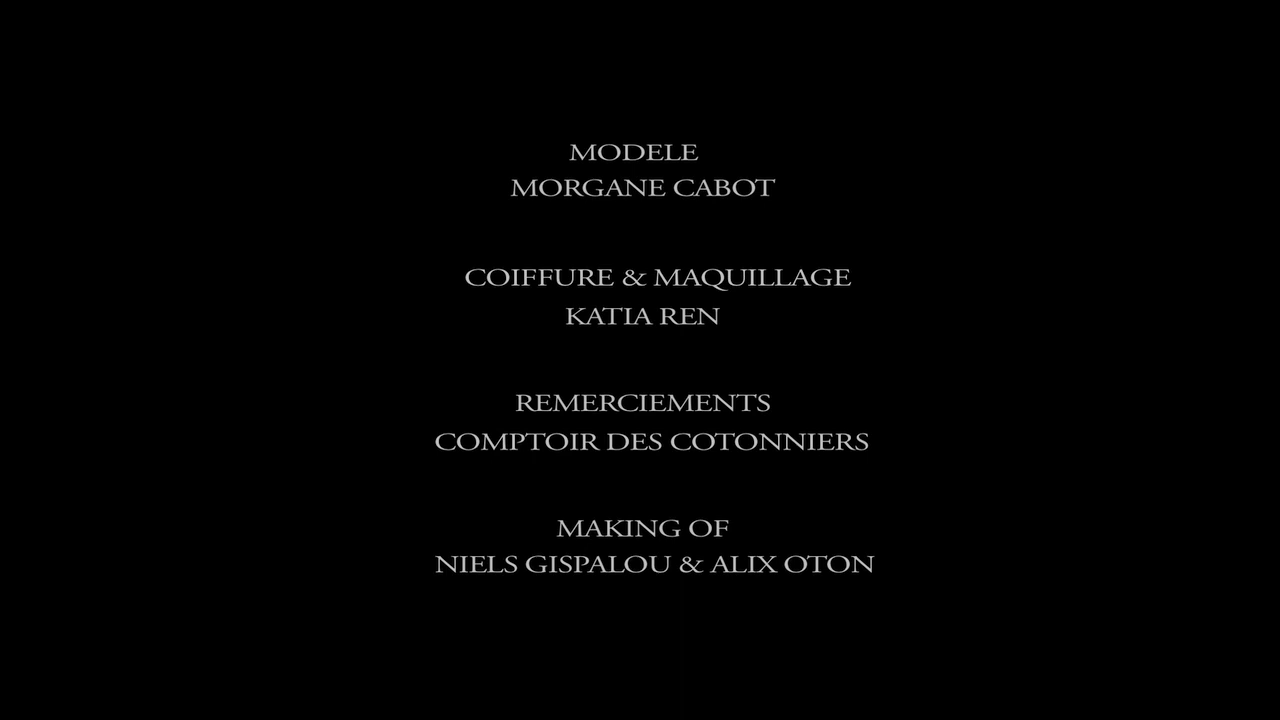 MODELE
MORGANE CABOT
COIFFURE & MAQUILLAGE
KATIA REN
REMERCIEMENTS
COMPTOIR DES COTONNIERS
MAKING OF
NIELS GISPALOU & ALIX OTON